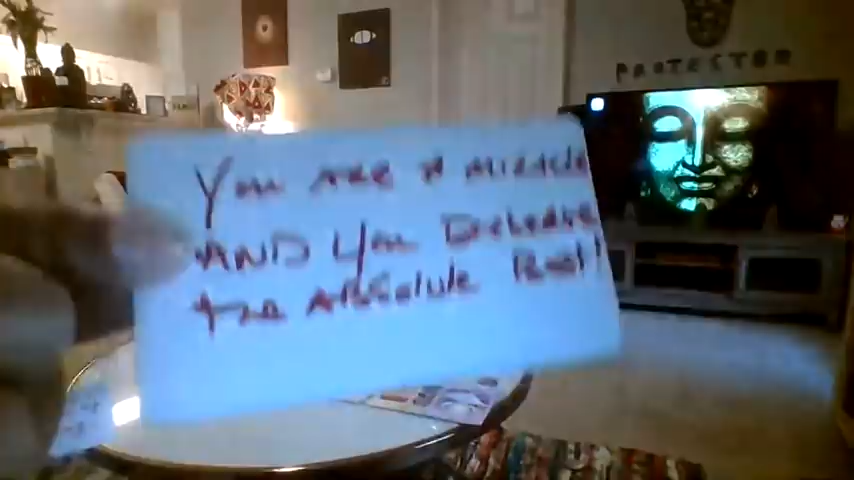 PROTECTOR
You ARE A miracle
AND You Deserve
the Absolute Best!